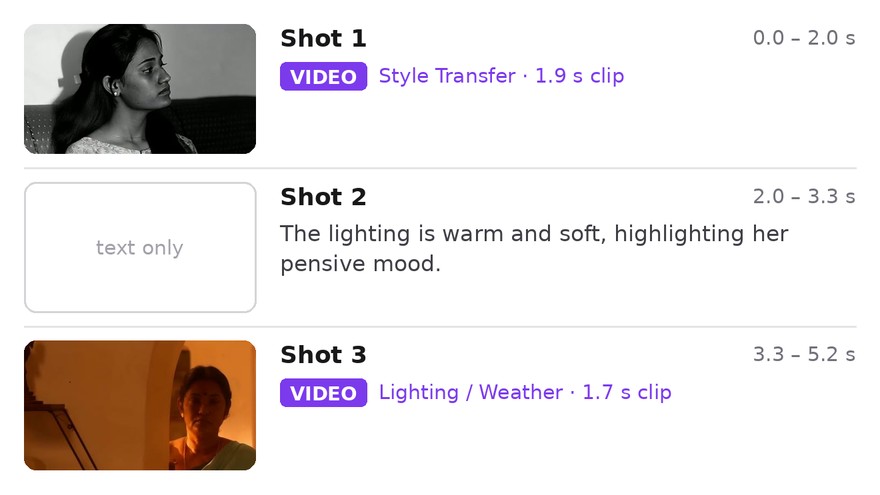 Shot 1
0.0 – 2.0 s
VIDEO Style Transfer · 1.9 s clip
text only
Shot 2
2.0 – 3.3 s
The lighting is warm and soft, highlighting her
pensive mood.
Shot 3
3.3 – 5.2 s
VIDEO Lighting / Weather · 1.7 s clip